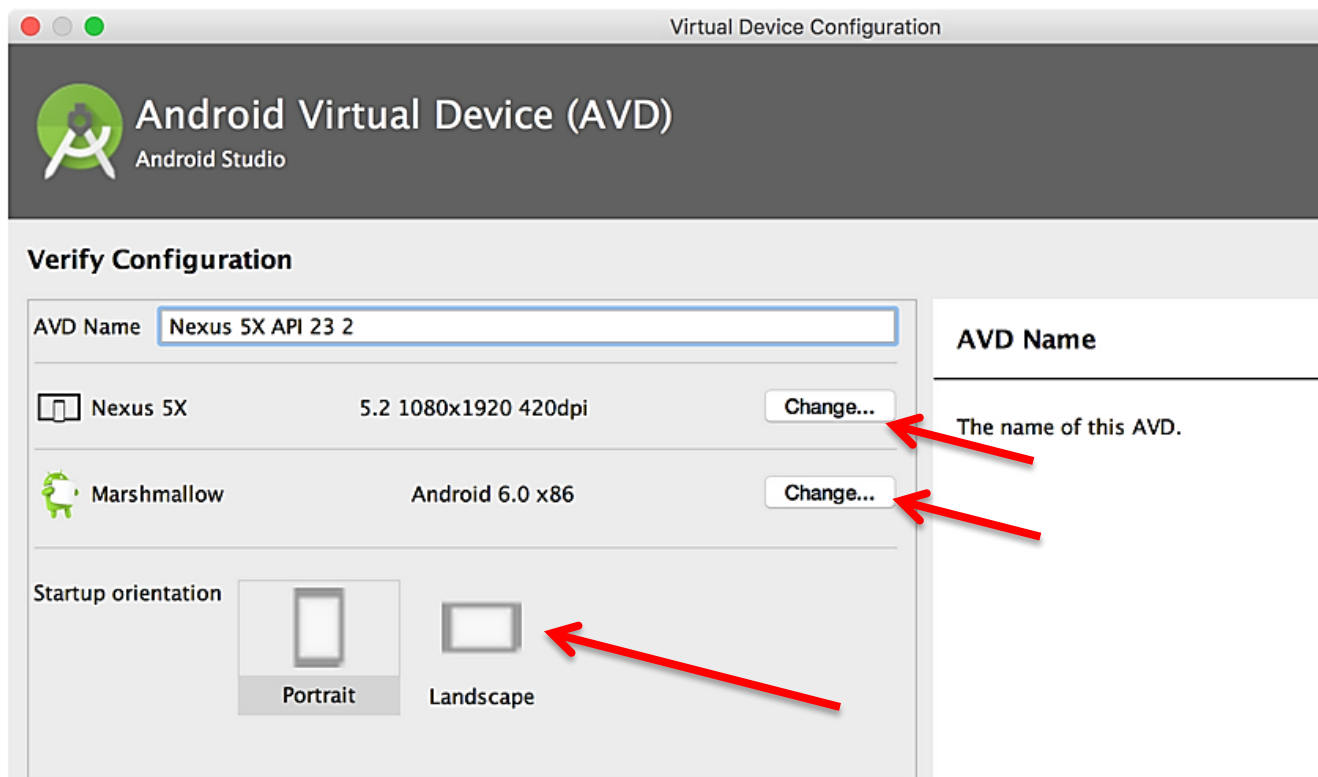 Virtual Device Configuration
Android Virtual Device (AVD)
Android Studio
Verify Configuration
AVD Name Nexus 5X API 23 2
Nexus 5X 5.2 1080x1920 420dpi Change...
Marshmallow Android 6.0 x86 Change...
Startup orientation
Portrait Landscape
AVD Name
The name of this AVD.